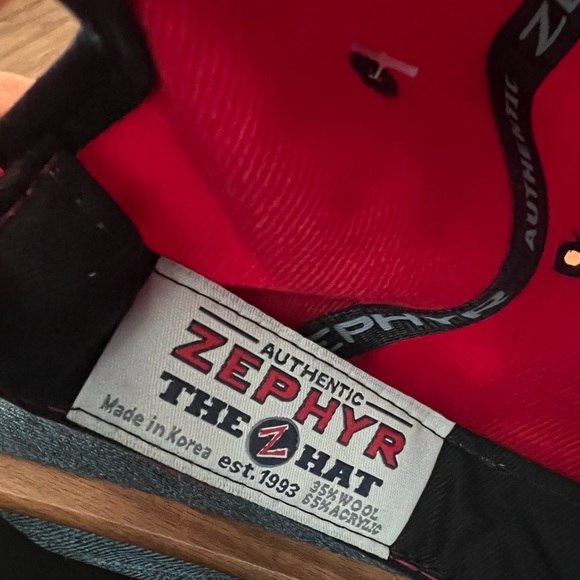 AUTHENTIC
ZEPHYR
THE Z HAT
Made in Korea
est. 1993
35% WOOL
65% ACRYLIC
AUTHENTIC
ZEPHYR